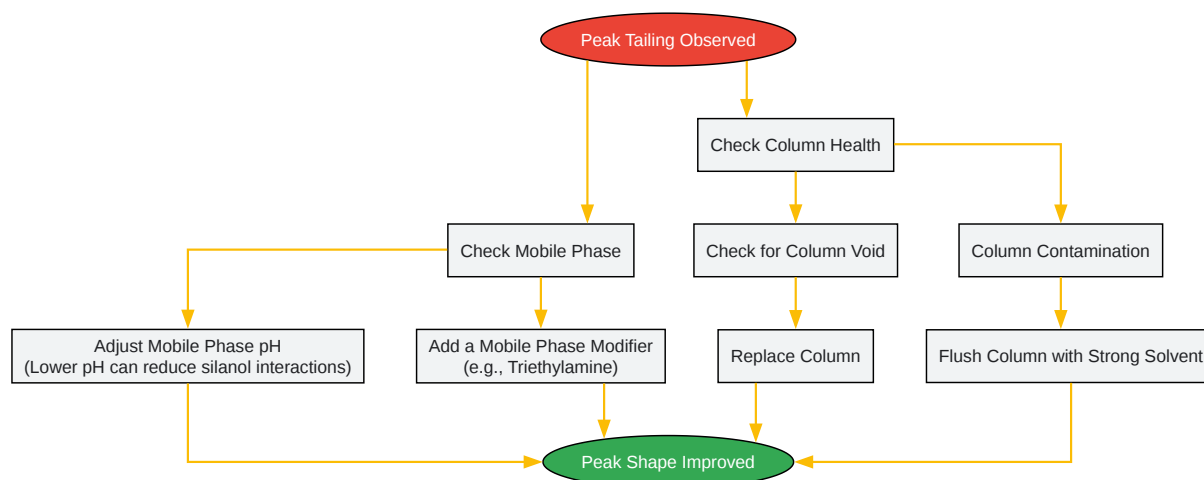 Peak Tailing Observed
Check Column Health
Check Mobile Phase
Check for Column Void
Column Contamination
Adjust Mobile Phase pH
(Lower pH can reduce silanol interactions)
Add a Mobile Phase Modifier
(e.g., Triethylamine)
Replace Column
Flush Column with Strong Solvent
Peak Shape Improved